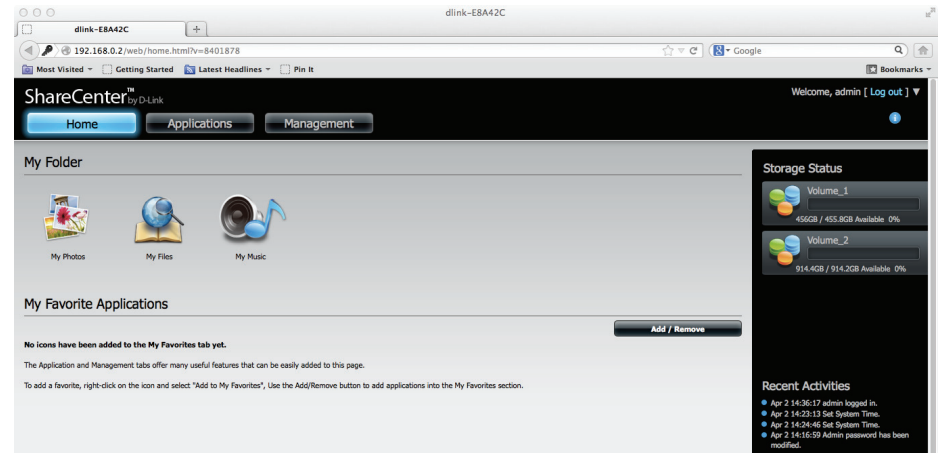 dlink-E8A42C
dlink-E8A42C
+
192.168.0.2/web/home.html?v=8401878
Google
Most Visited
Getting Started
Latest Headlines
Pin It
Bookmarks
ShareCenter™ by D-Link
Welcome, admin [ Log out ]
Home
Applications
Management
My Folder
My Photos
My Files
My Music
My Favorite Applications
Add / Remove
No icons have been added to the My Favorites tab yet.
The Application and Management tabs offer many useful features that can be easily added to this page.
To add a favorite, right-click on the icon and select "Add to My Favorites", Use the Add/Remove button to add applications into the My Favorites section.
Storage Status
Volume_1
456GB / 455.8GB Available 0%
Volume_2
914.4GB / 914.2GB Available 0%
Recent Activities
Apr 2 14:36:17 admin logged in.
Apr 2 14:23:13 Set System Time.
Apr 2 14:24:46 Set System Time.
Apr 2 14:16:59 Admin password has been
modified.